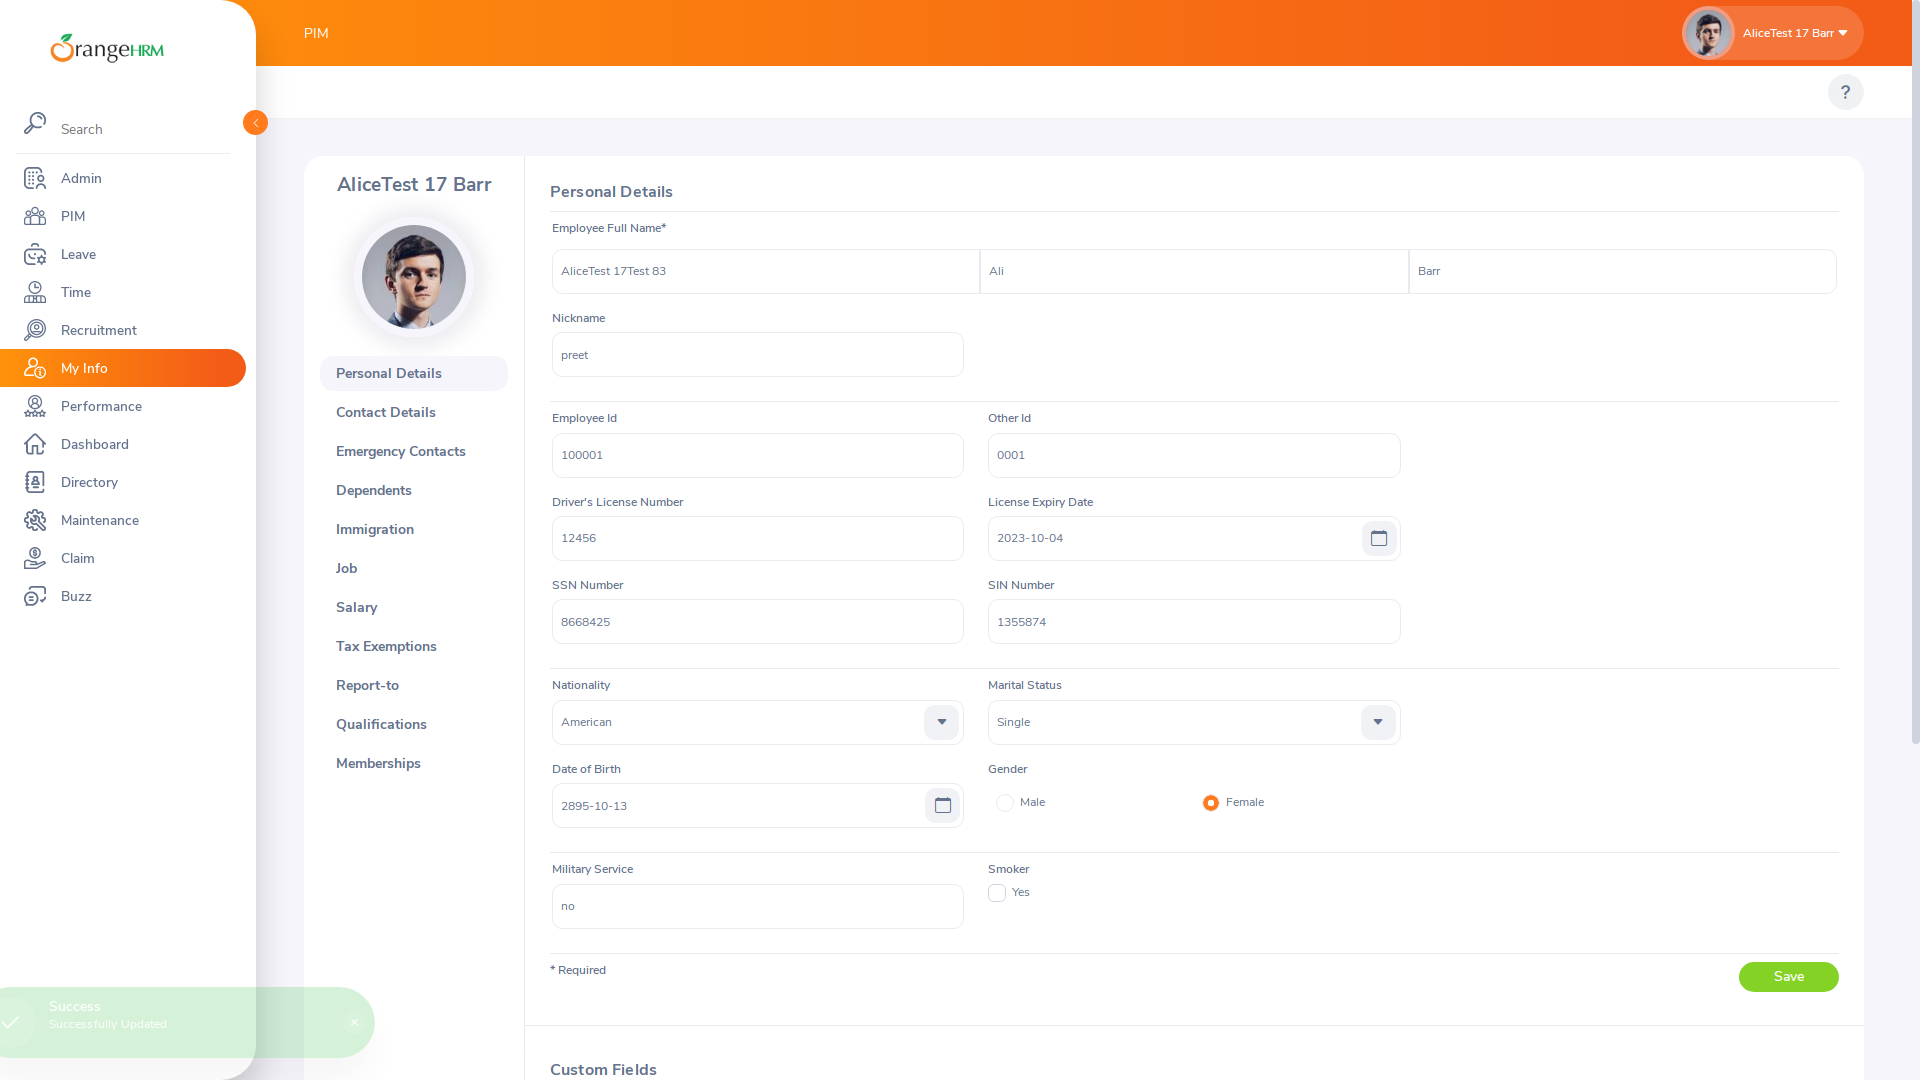 OrangeHRM
PIM
AliceTest 17 Barr
?
Search
Admin
PIM
Leave
Time
Recruitment
My Info
Performance
Dashboard
Directory
Maintenance
Claim
Buzz
AliceTest 17 Barr
Personal Details
Contact Details
Emergency Contacts
Dependents
Immigration
Job
Salary
Tax Exemptions
Report-to
Qualifications
Memberships
Personal Details
Employee Full Name*
AliceTest 17Test 83 Ali Barr
Nickname
preet
Employee Id Other Id
100001 0001
Driver's License Number License Expiry Date
12456 2023-10-04
SSN Number SIN Number
8668425 1355874
Nationality Marital Status
American Single
Date of Birth Gender
2895-10-13 Male Female
Military Service Smoker
no Yes
* Required Save
Custom Fields
Success
Successfully Updated